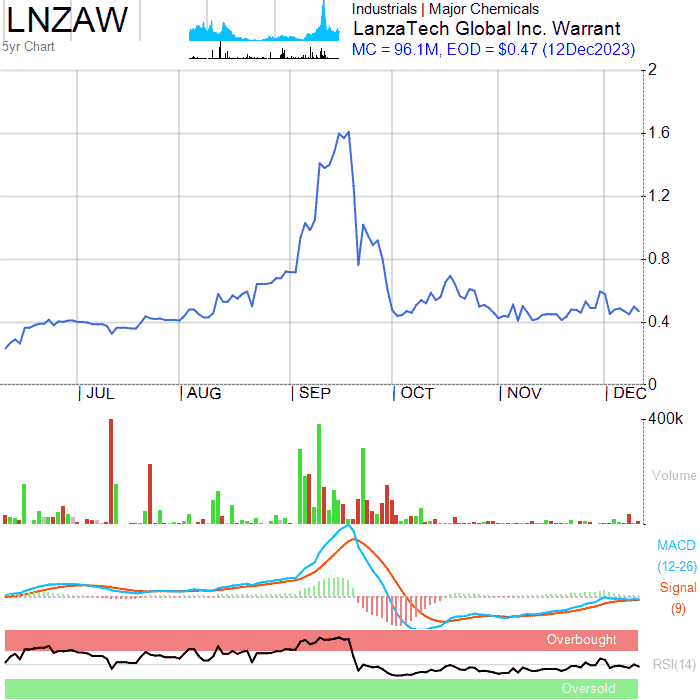 LNZAW
5yr Chart
Industrials | Major Chemicals
LanzaTech Global Inc. Warrant
MC = 96.1M, EOD = $0.47 (12Dec2023)
2
1.6
1.2
0.8
0.4
0
| JUL | AUG | SEP | OCT | NOV | DEC
400k
Volume
MACD
(12-26)
Signal
(9)
Overbought
RSI(14)
Oversold